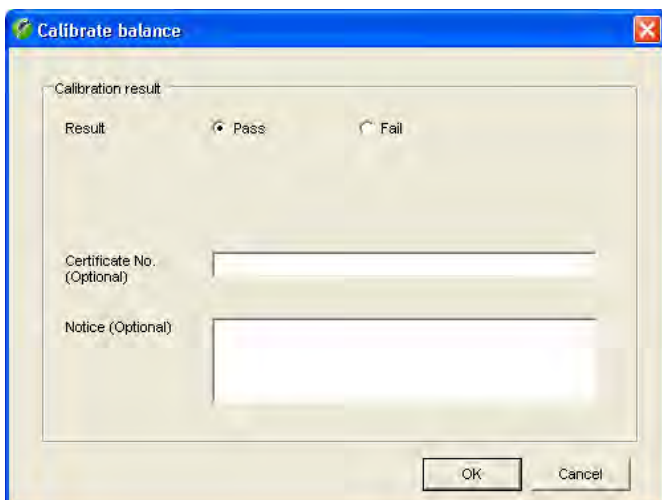 Calibrate balance
Calibration result
Result Pass Fail
Certificate No.
(Optional)
Notice (Optional)
OK Cancel